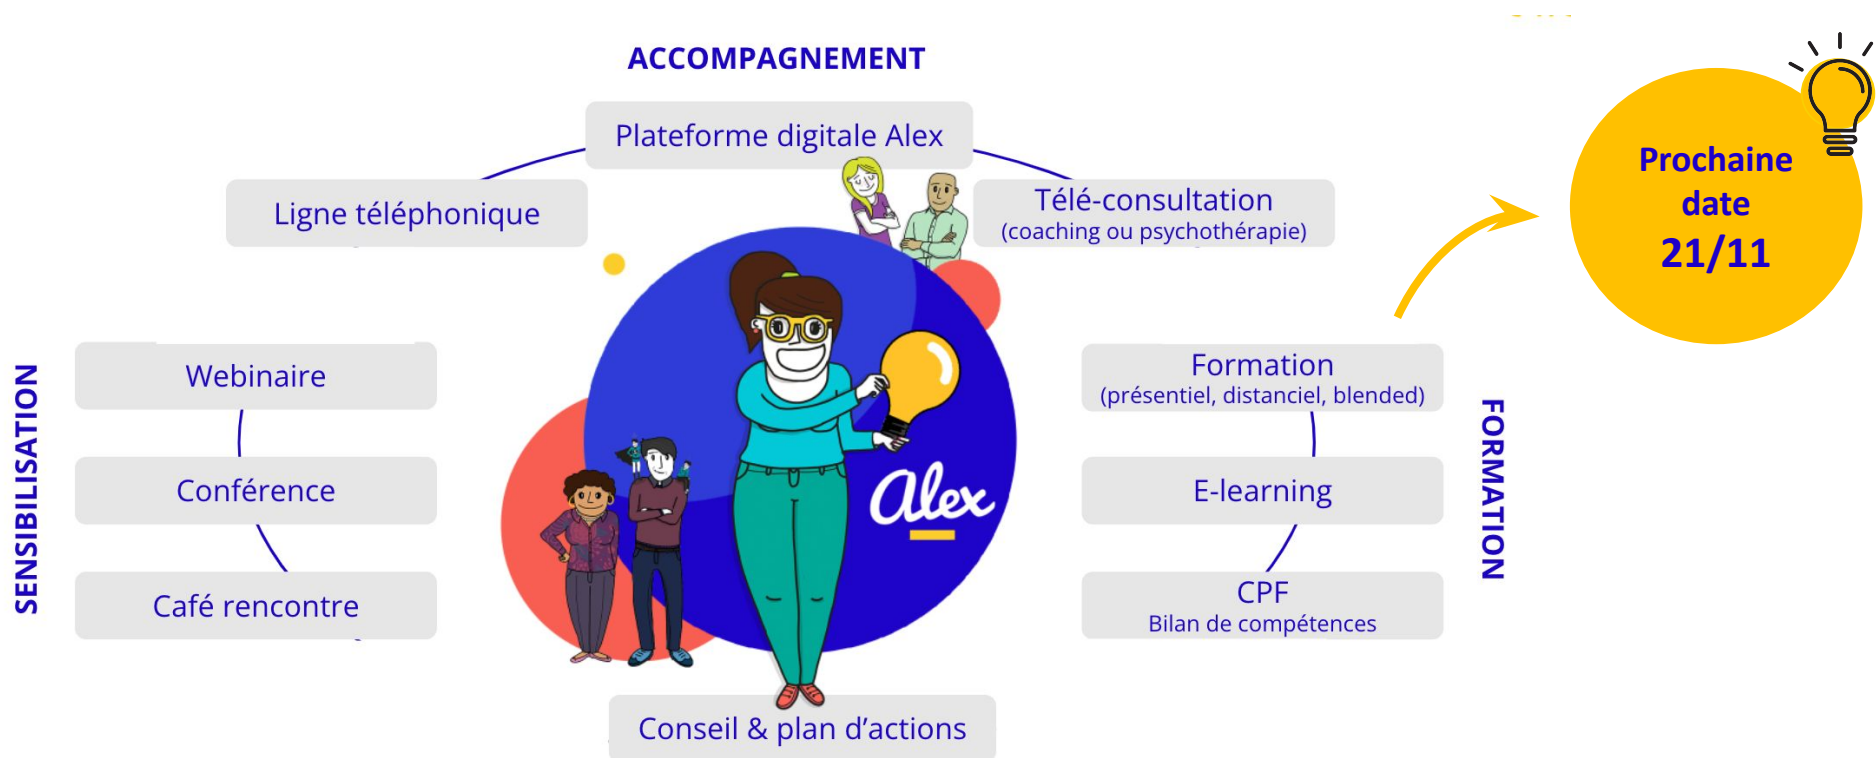 ACCOMPAGNEMENT
Plateforme digitale Alex
Ligne téléphonique
Télé-consultation
(coaching ou psychothérapie)
Prochaine
date
21/11
SENSIBILISATION
Webinaire
Conférence
Café rencontre
Alex
Formation
(présentiel, distanciel, blended)
E-learning
CPF
Bilan de compétences
FORMATION
Conseil & plan d’actions